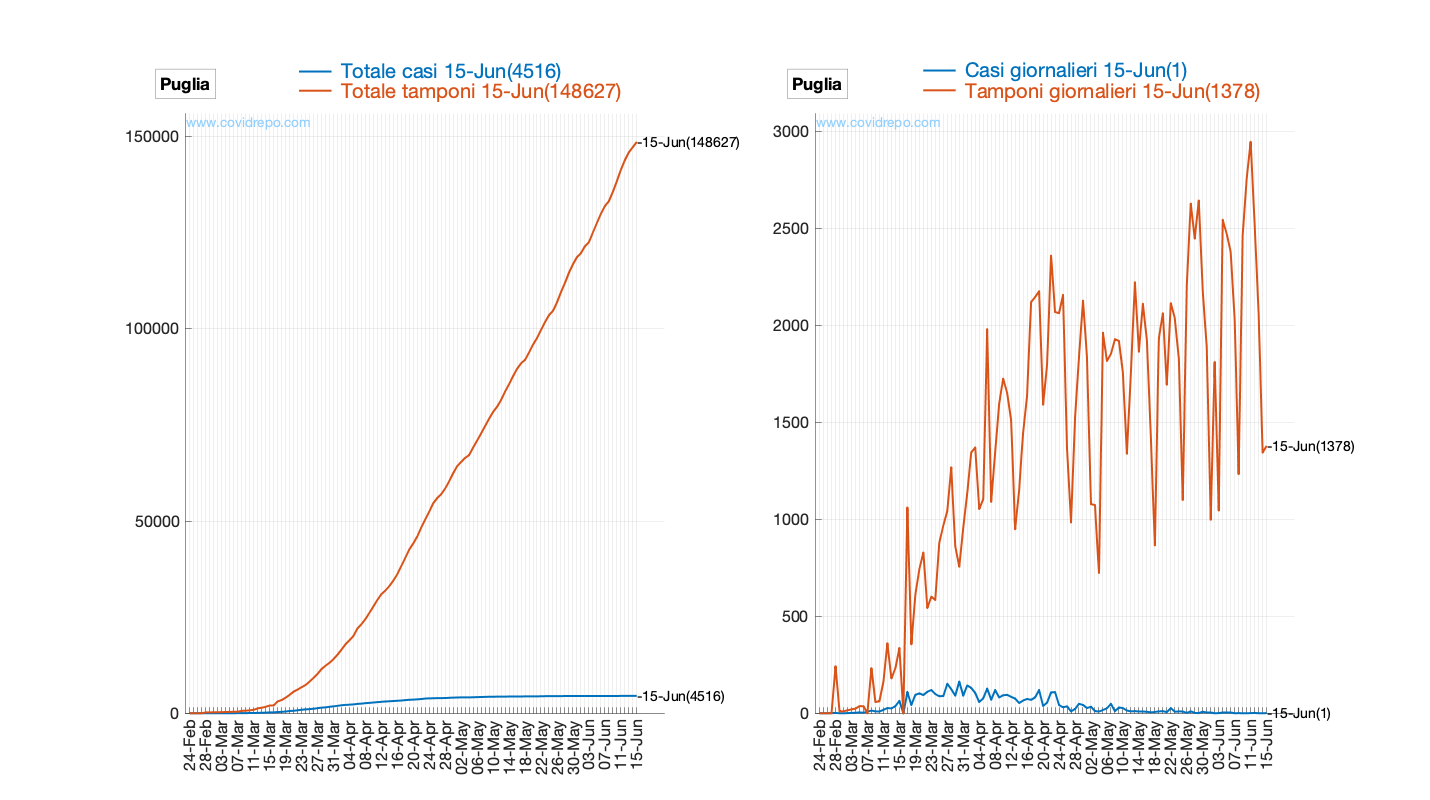 Puglia
Totale casi 15-Jun(4516)
Totale tamponi 15-Jun(148627)
www.covidrepo.com
150000
100000
50000
0
15-Jun(148627)
15-Jun(4516)
24-Feb
28-Feb
03-Mar
07-Mar
11-Mar
15-Mar
19-Mar
23-Mar
27-Mar
31-Mar
04-Apr
08-Apr
12-Apr
16-Apr
20-Apr
24-Apr
28-Apr
02-May
06-May
10-May
14-May
18-May
22-May
26-May
30-May
03-Jun
07-Jun
11-Jun
15-Jun
Puglia
Casi giornalieri 15-Jun(1)
Tamponi giornalieri 15-Jun(1378)
www.covidrepo.com
3000
2500
2000
1500
1000
500
0
15-Jun(1378)
15-Jun(1)
24-Feb
28-Feb
03-Mar
07-Mar
11-Mar
15-Mar
19-Mar
23-Mar
27-Mar
31-Mar
04-Apr
08-Apr
12-Apr
16-Apr
20-Apr
24-Apr
28-Apr
02-May
06-May
10-May
14-May
18-May
22-May
26-May
30-May
03-Jun
07-Jun
11-Jun
15-Jun